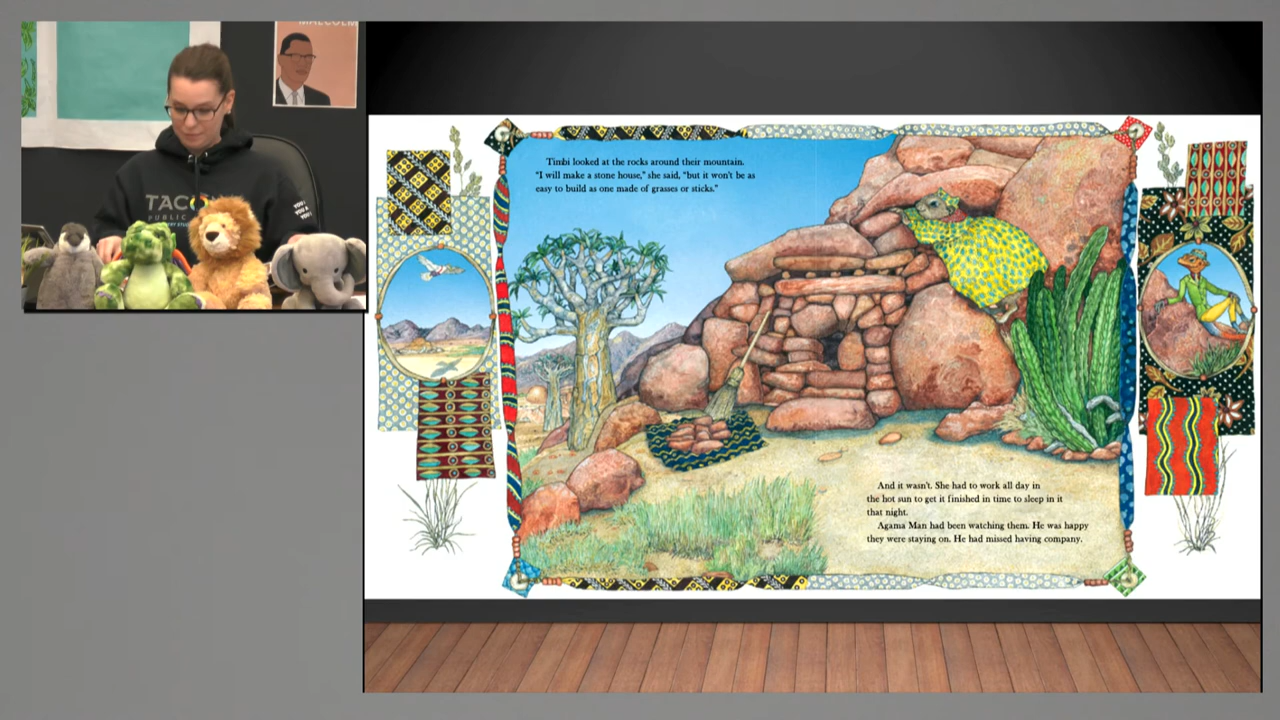 MALCOLM
TACO
PUBLIC
Timbi looked at the rocks around their mountain.
"I will make a stone house," she said, "but it won't be as
easy to build as one made of grasses or sticks."
And it wasn't. She had to work all day in
the hot sun to get it finished in time to sleep in it
that night.
Agama Man had been watching them. He was happy
they were staying on. He had missed having company.